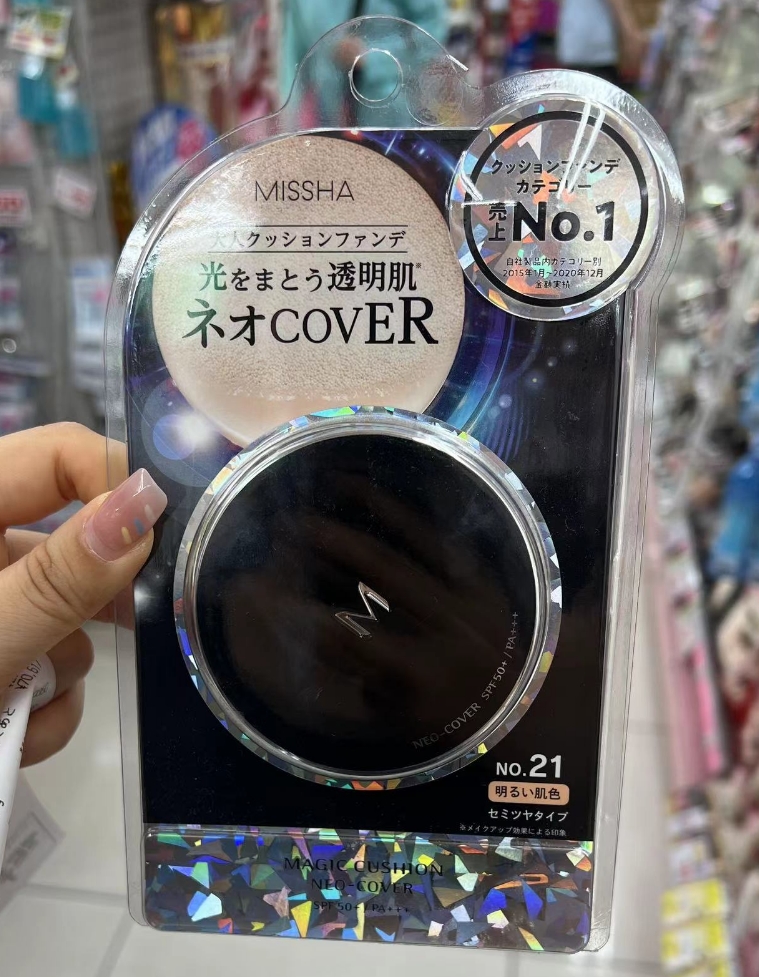 MISSHA
大人クッションファンデ
光をまとう透明肌※
ネオCOVER
クッションファンデ
カテゴリー
売上No.1
自社製品内カテゴリー別
2015年1月~2020年12月
金額実績
M
NEO-COVER SPF50+/PA+++
NO.21
明るい肌色
セミツヤタイプ
※メイクアップ効果による印象
MAGIC CUSHION
NEO-COVER
SPF50+/PA+++